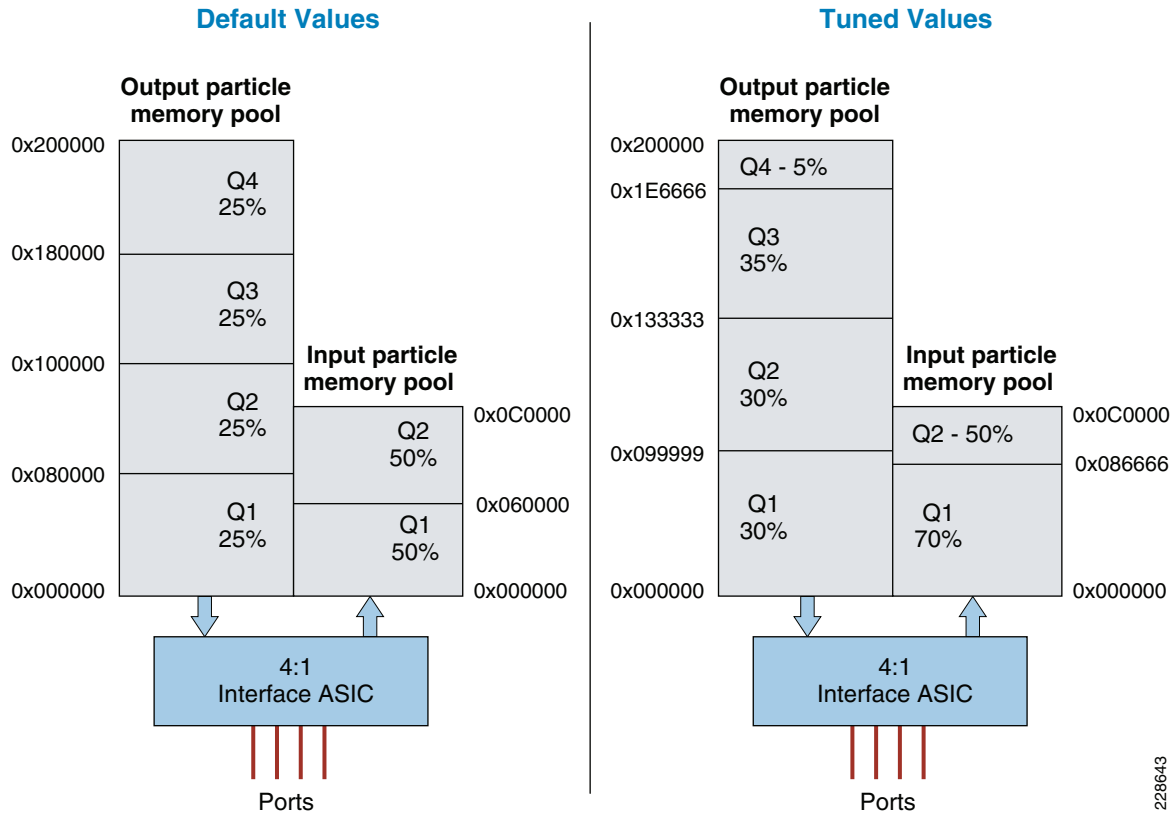 Default Values
Output particle
memory pool
0x200000
Q4
25%
0x180000
Q3
25%
0x100000
Q2
25%
0x080000
Q1
25%
0x000000
Input particle
memory pool
0x0C0000
Q2
50%
0x060000
Q1
50%
0x000000
4:1
Interface ASIC
Ports
Tuned Values
Output particle
memory pool
0x200000
Q4 - 5%
0x1E6666
Q3
35%
0x133333
Q2
30%
0x099999
Q1
30%
0x000000
Input particle
memory pool
0x0C0000
Q2 - 50%
0x086666
Q1
70%
0x000000
4:1
Interface ASIC
Ports
228643